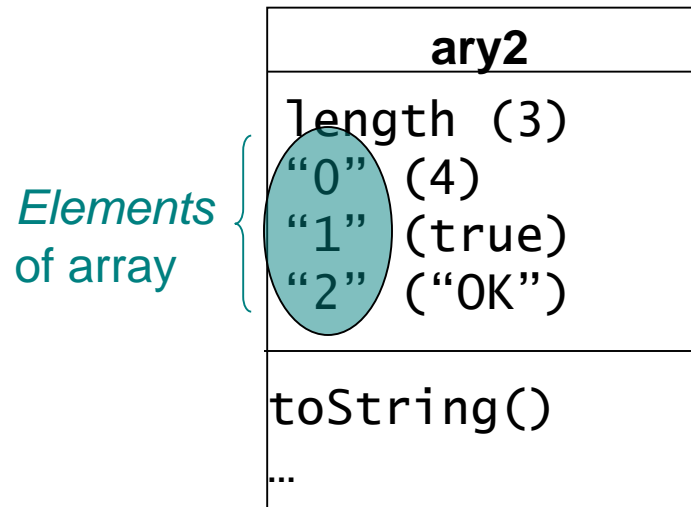 ary2
length (3)
“0” (4)
“1” (true)
“2” (“OK”)
Elements
of array
toString()
…